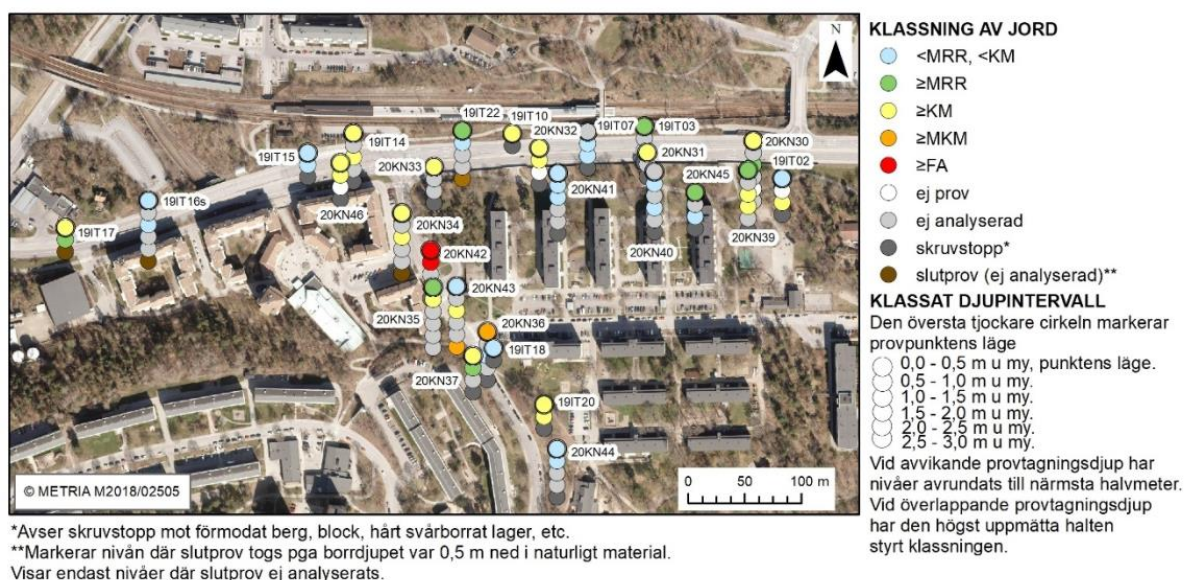 19IT22
19IT10
20KN32
19IT07
19IT03
20KN30
19IT14
20KN31
19IT15
20KN33
20KN45
19IT02
20KN46
20KN41
19IT16s
20KN34
20KN39
19IT17
20KN42
20KN40
20KN43
20KN35
20KN36
19IT18
20KN37
19IT20
20KN44
N
0 50 100 m
© METRIA M2018/02505
KLASSNING AV JORD
<MRR, <KM
≥MRR
≥KM
≥MKM
≥FA
ej prov
ej analyserad
skruvstopp*
slutprov (ej analyserad)**
KLASSAT DJUPINTERVALL
Den översta tjockare cirkeln markerar
provpunktens läge
0,0 - 0,5 m u my, punktens läge.
0,5 - 1,0 m u my.
1,0 - 1,5 m u my.
1,5 - 2,0 m u my.
2,0 - 2,5 m u my.
2,5 - 3,0 m u my.
Vid avvikande provtagningsdjup har
nivåer avrundats till närmsta halvmeter.
Vid överlappande provtagningsdjup
har den högst uppmätta halten
styrt klassningen.
*Avser skruvstopp mot förmodat berg, block, hårt svårborrat lager, etc.
**Markerar nivån där slutprov togs pga borrdjupet var 0,5 m ned i naturligt material.
Visar endast nivåer där slutprov ej analyserats.